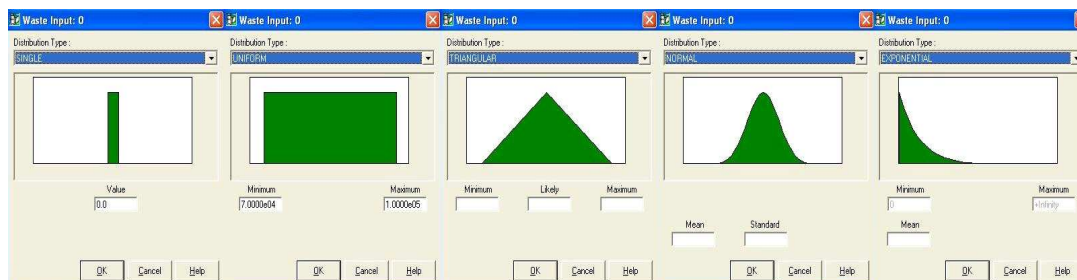 Waste Input: 0
Distribution Type :
SINGLE
Value
0.0
OK Cancel Help
Waste Input: 0
Distribution Type :
UNIFORM
Minimum Maximum
7.0000e04 1.0000e05
OK Cancel Help
Waste Input: 0
Distribution Type :
TRIANGULAR
Minimum Likely Maximum
OK Cancel Help
Waste Input: 0
Distribution Type :
NORMAL
Mean Standard
OK Cancel Help
Waste Input: 0
Distribution Type :
EXPONENTIAL
Minimum Maximum
0 +Infinity
Mean
OK Cancel Help